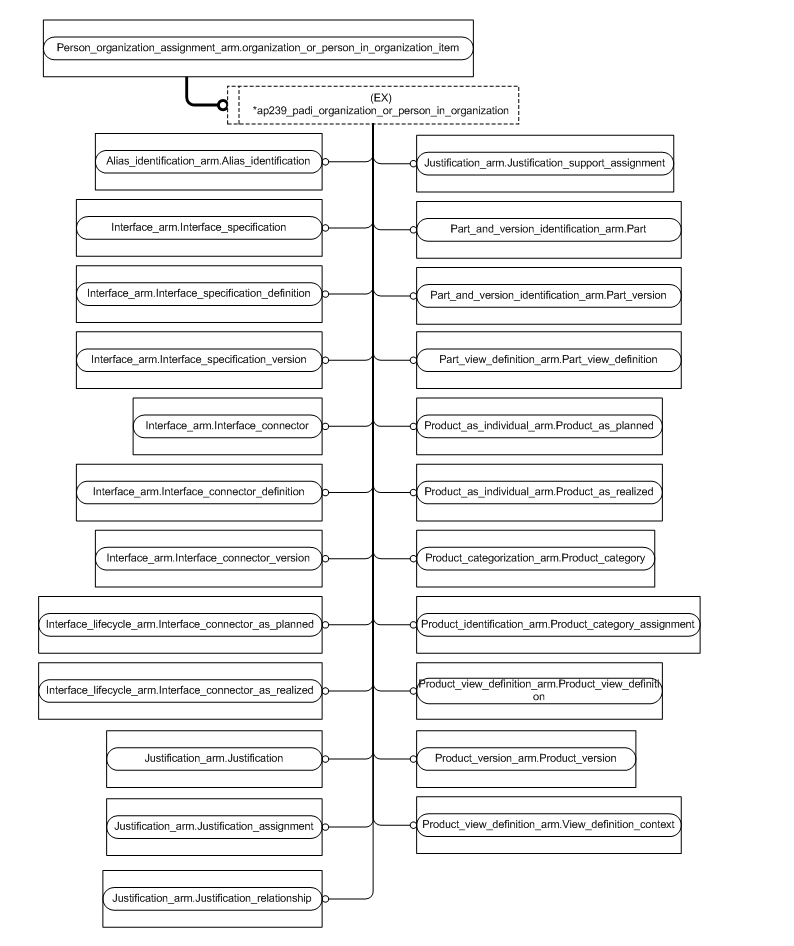 Person_organization_assignment_arm.organization_or_person_in_organization_item
(EX)
*ap239_padi_organization_or_person_in_organization
Alias_identification_arm.Alias_identification
Justification_arm.Justification_support_assignment
Interface_arm.Interface_specification
Part_and_version_identification_arm.Part
Interface_arm.Interface_specification_definition
Part_and_version_identification_arm.Part_version
Interface_arm.Interface_specification_version
Part_view_definition_arm.Part_view_definition
Interface_arm.Interface_connector
Product_as_individual_arm.Product_as_planned
Interface_arm.Interface_connector_definition
Product_as_individual_arm.Product_as_realized
Interface_arm.Interface_connector_version
Product_categorization_arm.Product_category
Interface_lifecycle_arm.Interface_connector_as_planned
Product_identification_arm.Product_category_assignment
Interface_lifecycle_arm.Interface_connector_as_realized
Product_view_definition_arm.Product_view_definiti
on
Justification_arm.Justification
Product_version_arm.Product_version
Justification_arm.Justification_assignment
Product_view_definition_arm.View_definition_context
Justification_arm.Justification_relationship